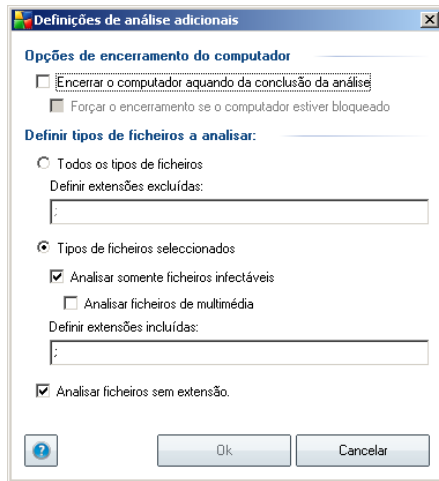 Definições de análise adicionais
Opções de encerramento do computador
Encerrar o computador aquando da conclusão da análise
Forçar o encerramento se o computador estiver bloqueado
Definir tipos de ficheiros a analisar:
Todos os tipos de ficheiros
Definir extensões excluídas:
;
Tipos de ficheiros seleccionados
Analisar somente ficheiros infectáveis
Analisar ficheiros de multimédia
Definir extensões incluídas:
;
Analisar ficheiros sem extensão.
?
Ok
Cancelar